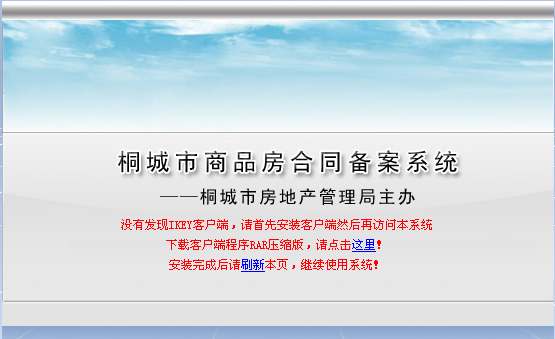 桐城市商品房合同备案系统
——桐城市房地产管理局主办
没有发现IKEY客户端，请首先安装客户端然后再访问本系统
下载客户端程序RAR压缩版，请点击这里！
安装完成后请刷新本页，继续使用系统！